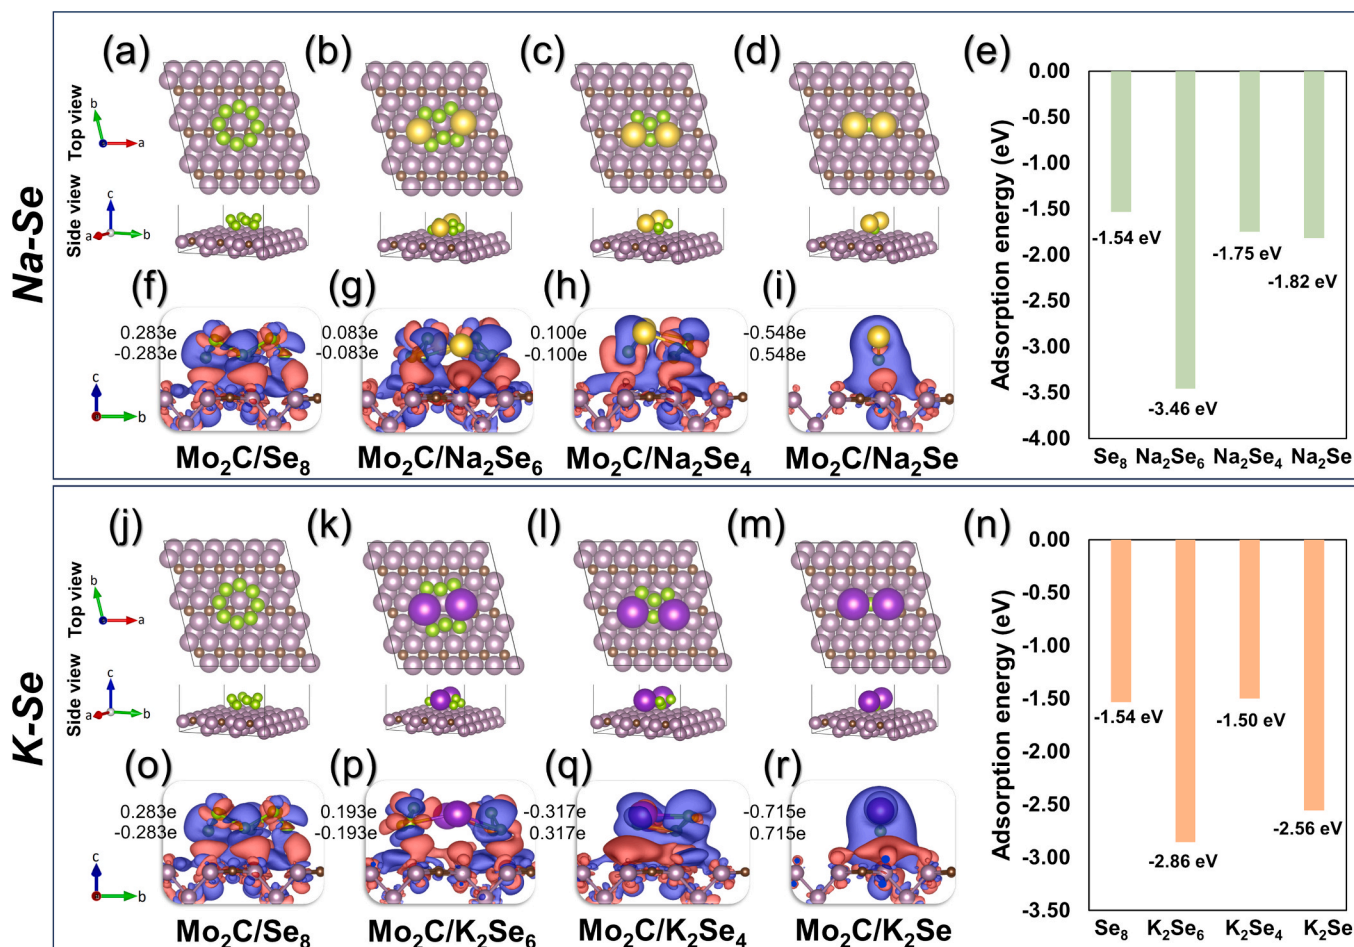 Na-Se
(a) (b) (c) (d) (e)
Top view
b
a
Side view
c
a
b
(f) (g) (h) (i)
0.283e
-0.283e
0.083e
-0.083e
0.100e
-0.100e
-0.548e
0.548e
c
b
Mo₂C/Se₈ Mo₂C/Na₂Se₆ Mo₂C/Na₂Se₄ Mo₂C/Na₂Se
Adsorption energy (eV)
0.00
-0.50
-1.00
-1.50
-2.00
-2.50
-3.00
-3.50
-4.00
-1.54 eV
-3.46 eV
-1.75 eV
-1.82 eV
Se₈ Na₂Se₆ Na₂Se₄ Na₂Se
K-Se
(j) (k) (l) (m) (n)
Top view
b
a
Side view
c
a
b
(o) (p) (q) (r)
0.283e
-0.283e
0.193e
-0.193e
-0.317e
0.317e
-0.715e
0.715e
c
b
Mo₂C/Se₈ Mo₂C/K₂Se₆ Mo₂C/K₂Se₄ Mo₂C/K₂Se
Adsorption energy (eV)
0.00
-0.50
-1.00
-1.50
-2.00
-2.50
-3.00
-3.50
-1.54 eV
-2.86 eV
-1.50 eV
-2.56 eV
Se₈ K₂Se₆ K₂Se₄ K₂Se